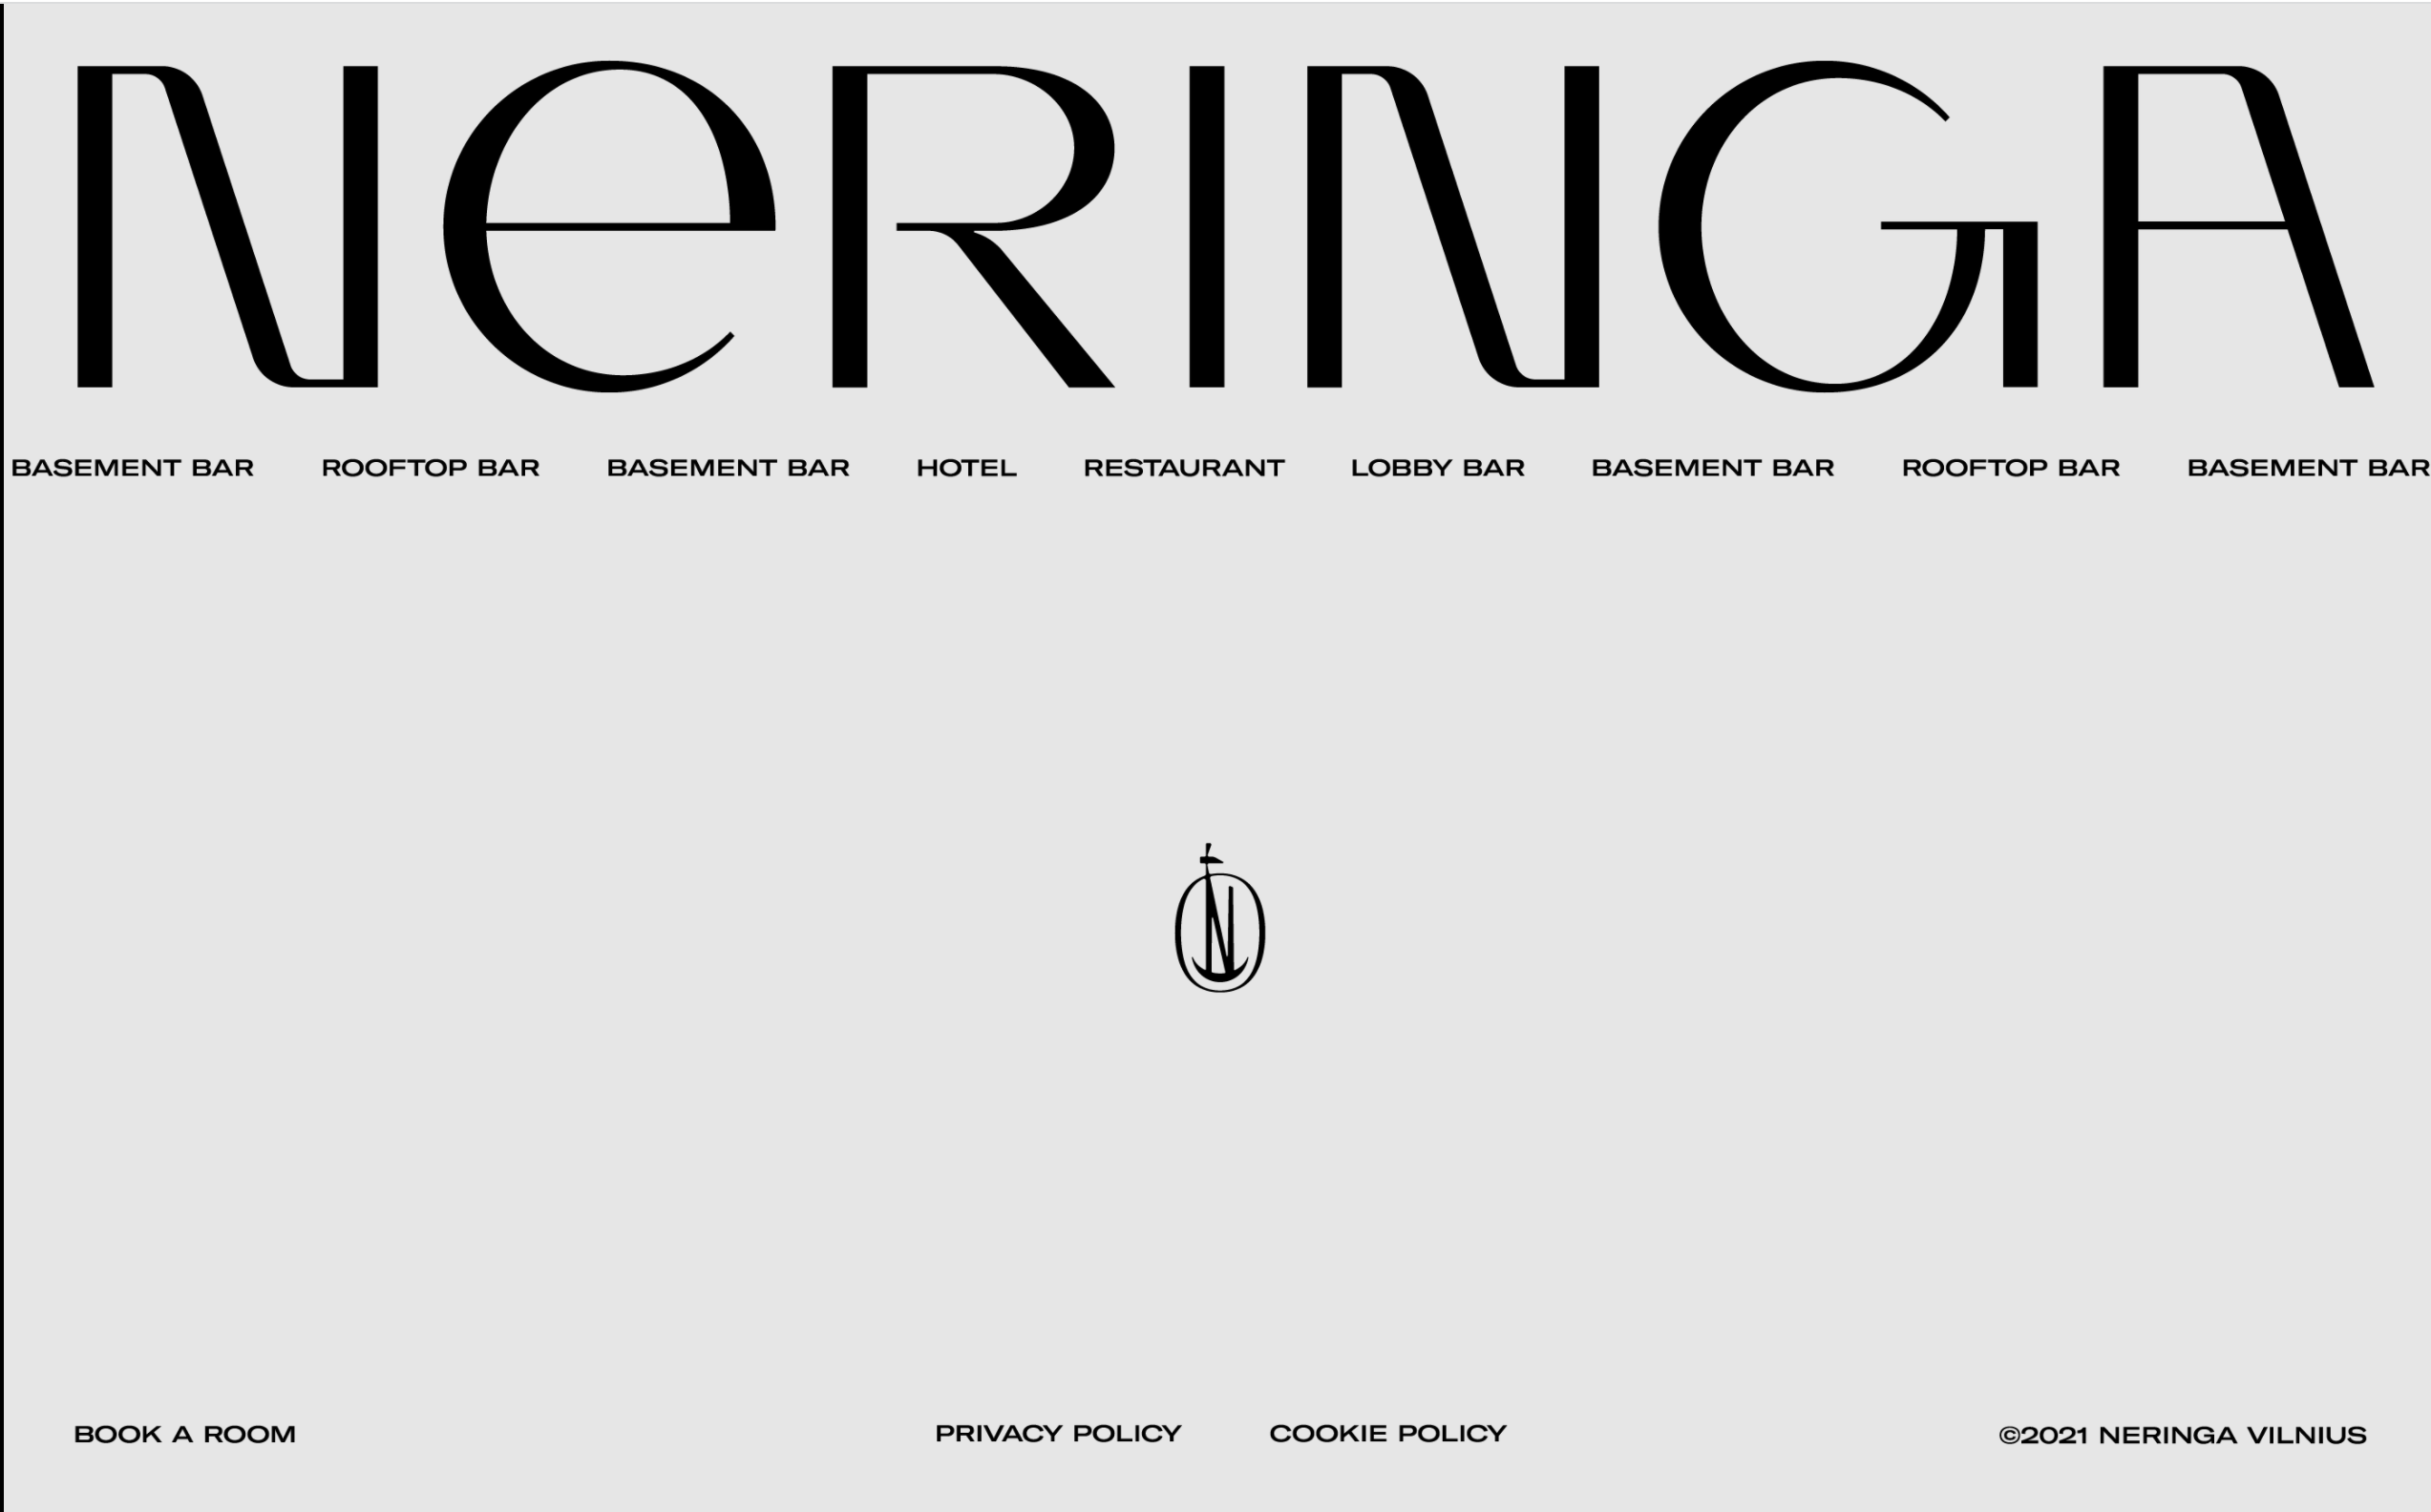 NeRINGA
BASEMENT BAR ROOFTOP BAR BASEMENT BAR HOTEL RESTAURANT LOBBY BAR BASEMENT BAR ROOFTOP BAR BASEMENT BAR
N
BOOK A ROOM PRIVACY POLICY COOKIE POLICY ©2021 NERINGA VILNIUS